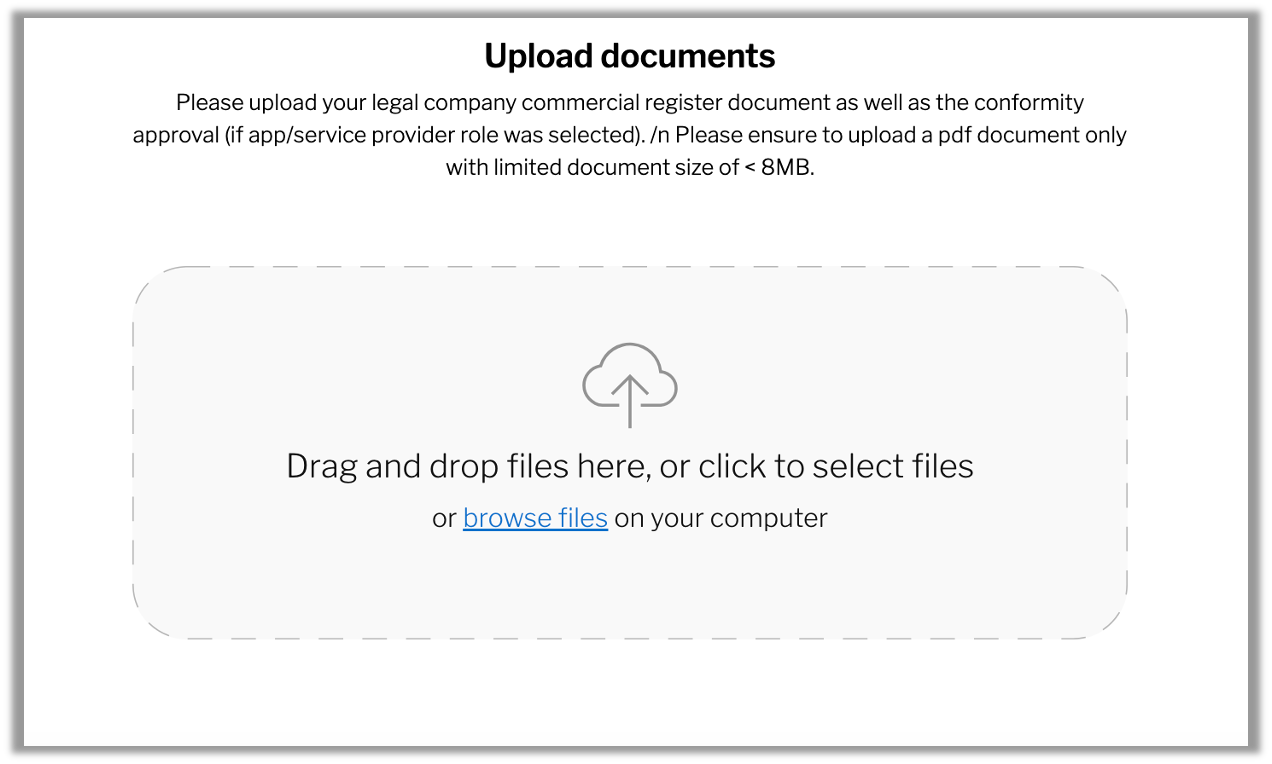 Upload documents
Please upload your legal company commercial register document as well as the conformity
approval (if app/service provider role was selected). /n Please ensure to upload a pdf document only
with limited document size of < 8MB.
Drag and drop files here, or click to select files
or browse files on your computer